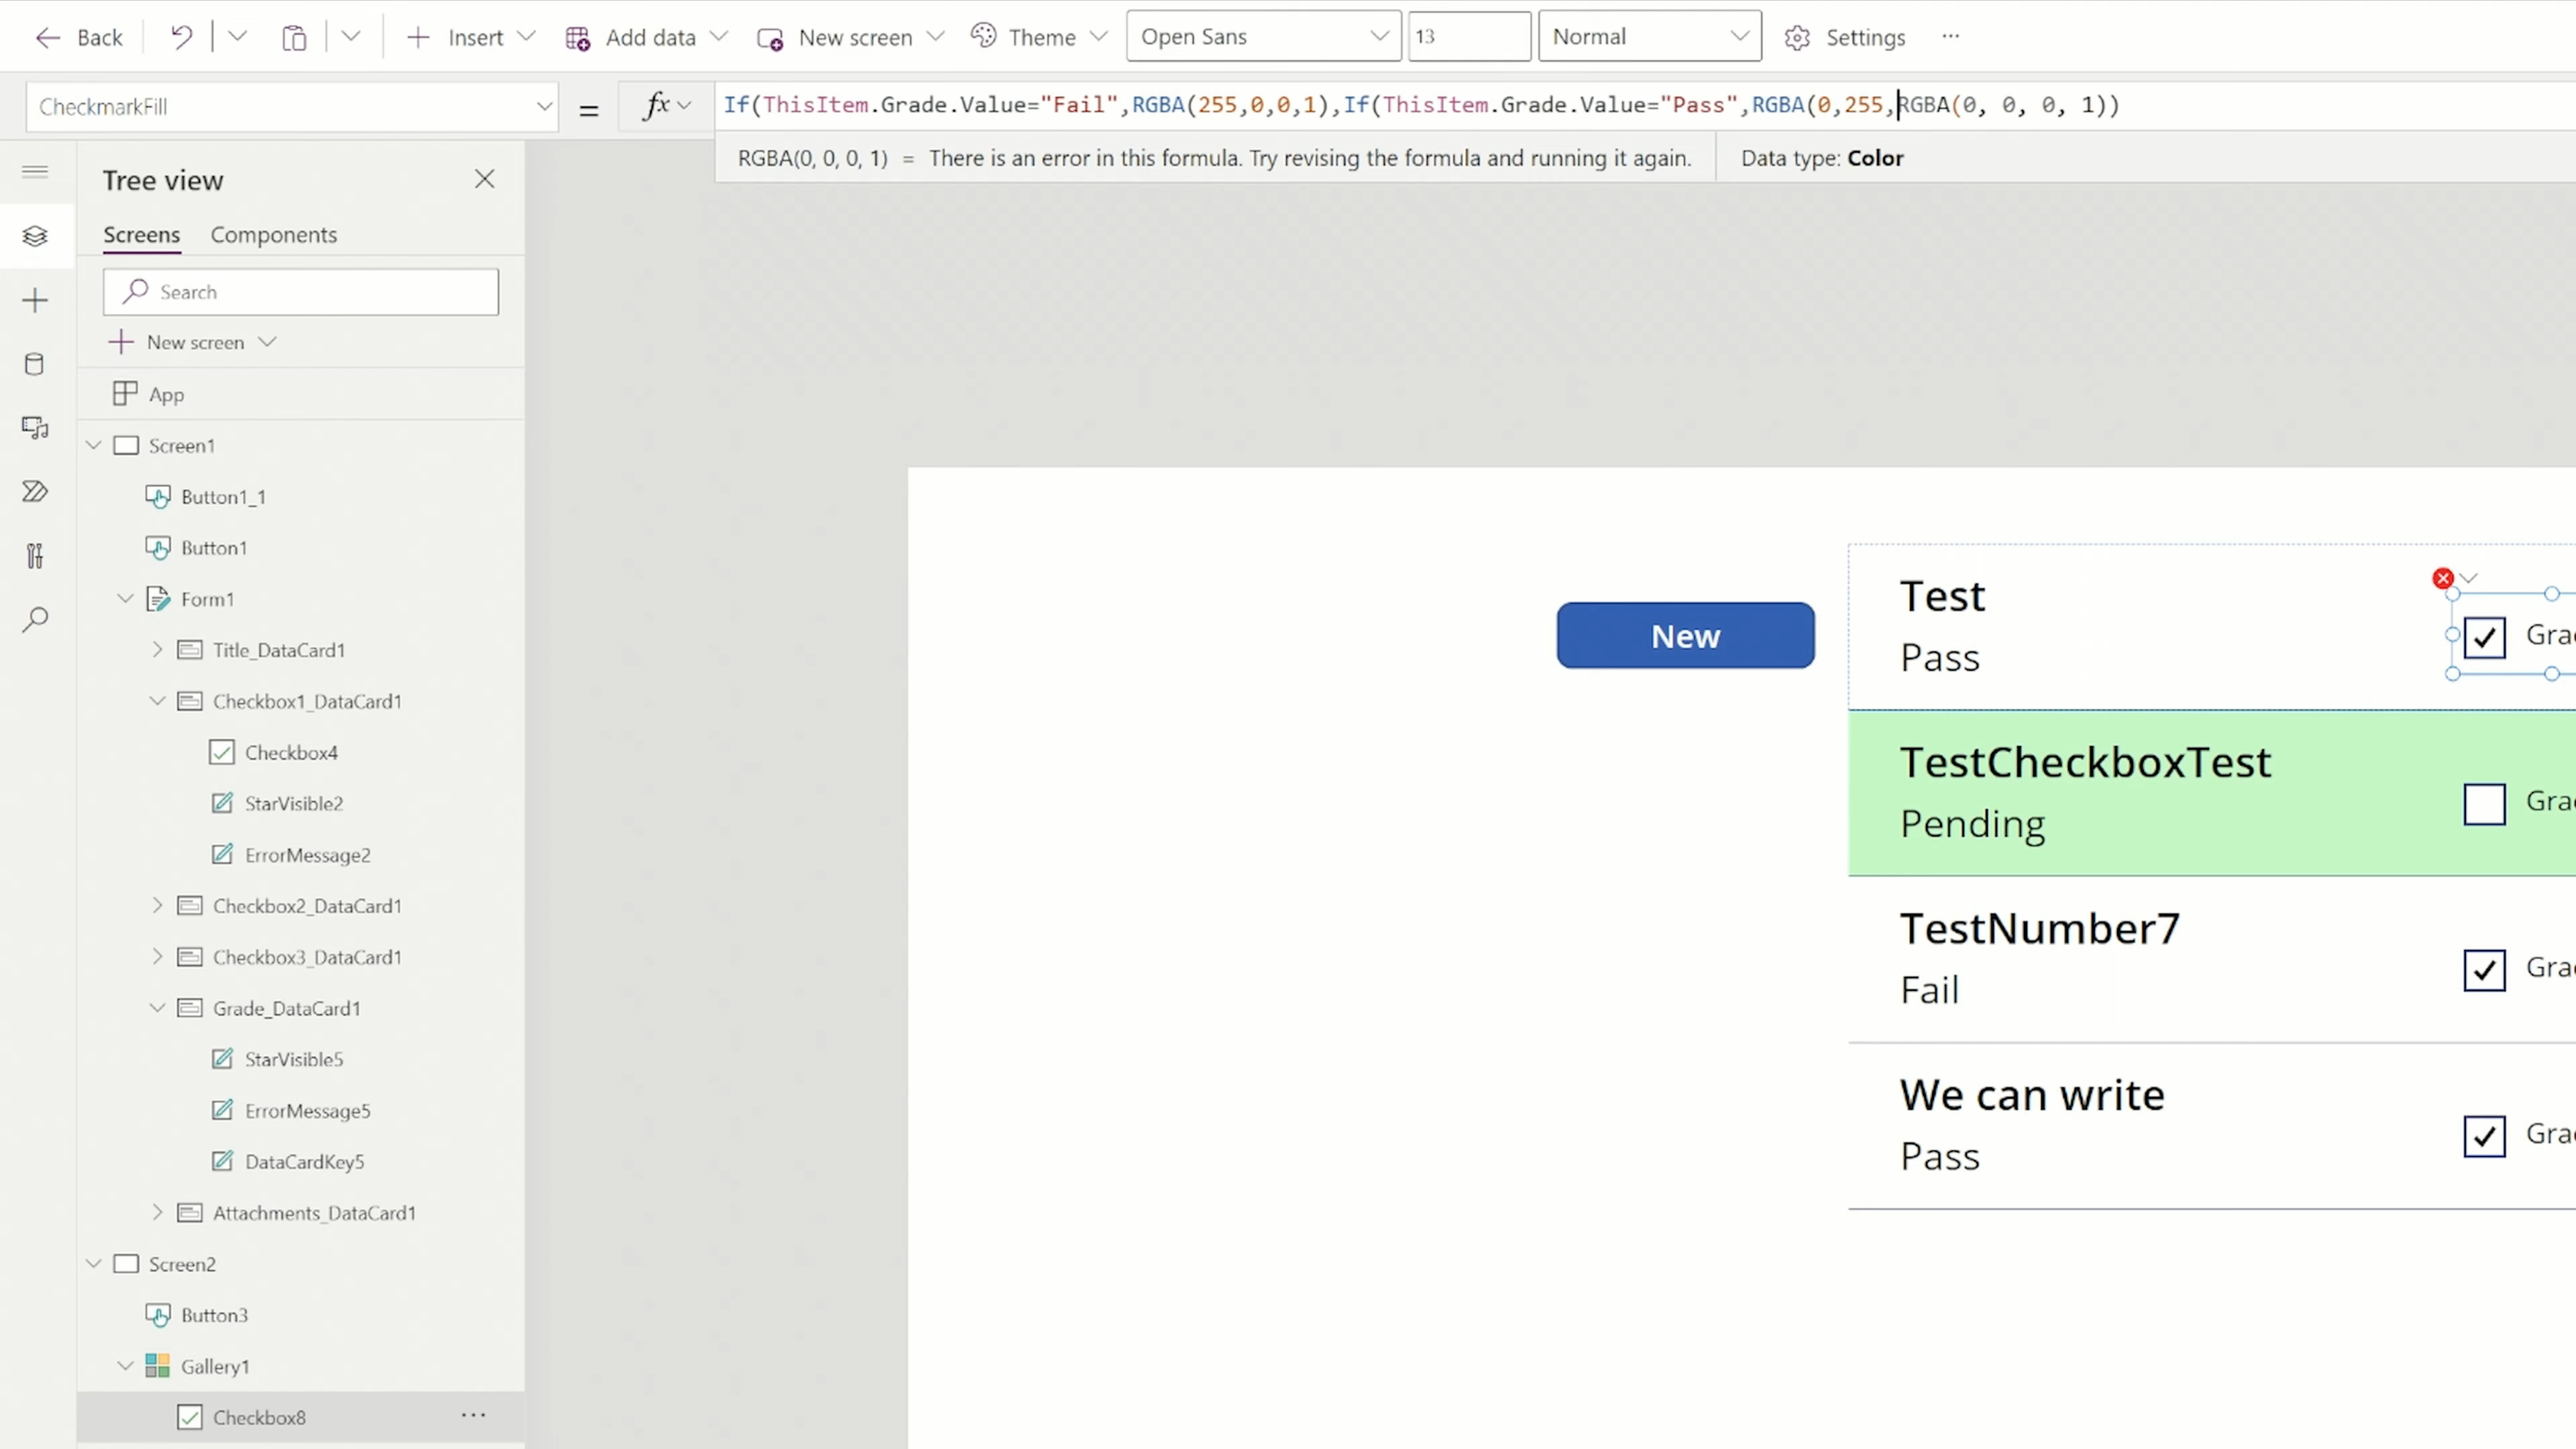 Back
Insert
Add data
New screen
Theme
Open Sans
13
Normal
Settings
...
CheckmarkFill
=
fx
If(ThisItem.Grade.Value="Fail",RGBA(255,0,0,1),If(ThisItem.Grade.Value="Pass",RGBA(0,255,RGBA(0, 0, 0, 1))
RGBA(0, 0, 0, 1) = There is an error in this formula. Try revising the formula and running it again.
Data type: Color
Tree view
Screens
Components
Search
New screen
App
Screen1
Button1_1
Button1
Form1
Title_DataCard1
Checkbox1_DataCard1
Checkbox4
StarVisible2
ErrorMessage2
Checkbox2_DataCard1
Checkbox3_DataCard1
Grade_DataCard1
StarVisible5
ErrorMessage5
DataCardKey5
Attachments_DataCard1
Screen2
Button3
Gallery1
Checkbox8
...
New
Test
Pass
Grad
TestCheckboxTest
Pending
Grad
TestNumber7
Fail
Grad
We can write
Pass
Grad